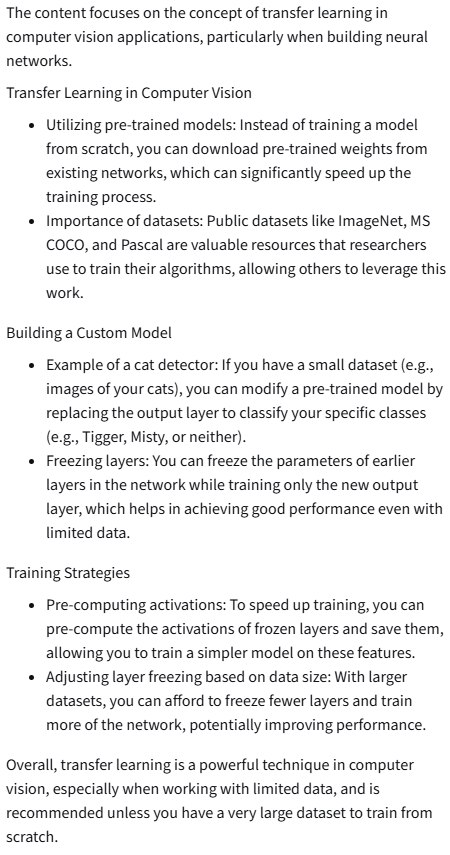 The content focuses on the concept of transfer learning in
computer vision applications, particularly when building neural
networks.
Transfer Learning in Computer Vision
• Utilizing pre-trained models: Instead of training a model
from scratch, you can download pre-trained weights from
existing networks, which can significantly speed up the
training process.
• Importance of datasets: Public datasets like ImageNet, MS
COCO, and Pascal are valuable resources that researchers
use to train their algorithms, allowing others to leverage this
work.
Building a Custom Model
• Example of a cat detector: If you have a small dataset (e.g.,
images of your cats), you can modify a pre-trained model by
replacing the output layer to classify your specific classes
(e.g., Tigger, Misty, or neither).
• Freezing layers: You can freeze the parameters of earlier
layers in the network while training only the new output
layer, which helps in achieving good performance even with
limited data.
Training Strategies
• Pre-computing activations: To speed up training, you can
pre-compute the activations of frozen layers and save them,
allowing you to train a simpler model on these features.
• Adjusting layer freezing based on data size: With larger
datasets, you can afford to freeze fewer layers and train
more of the network, potentially improving performance.
Overall, transfer learning is a powerful technique in computer
vision, especially when working with limited data, and is
recommended unless you have a very large dataset to train from
scratch.